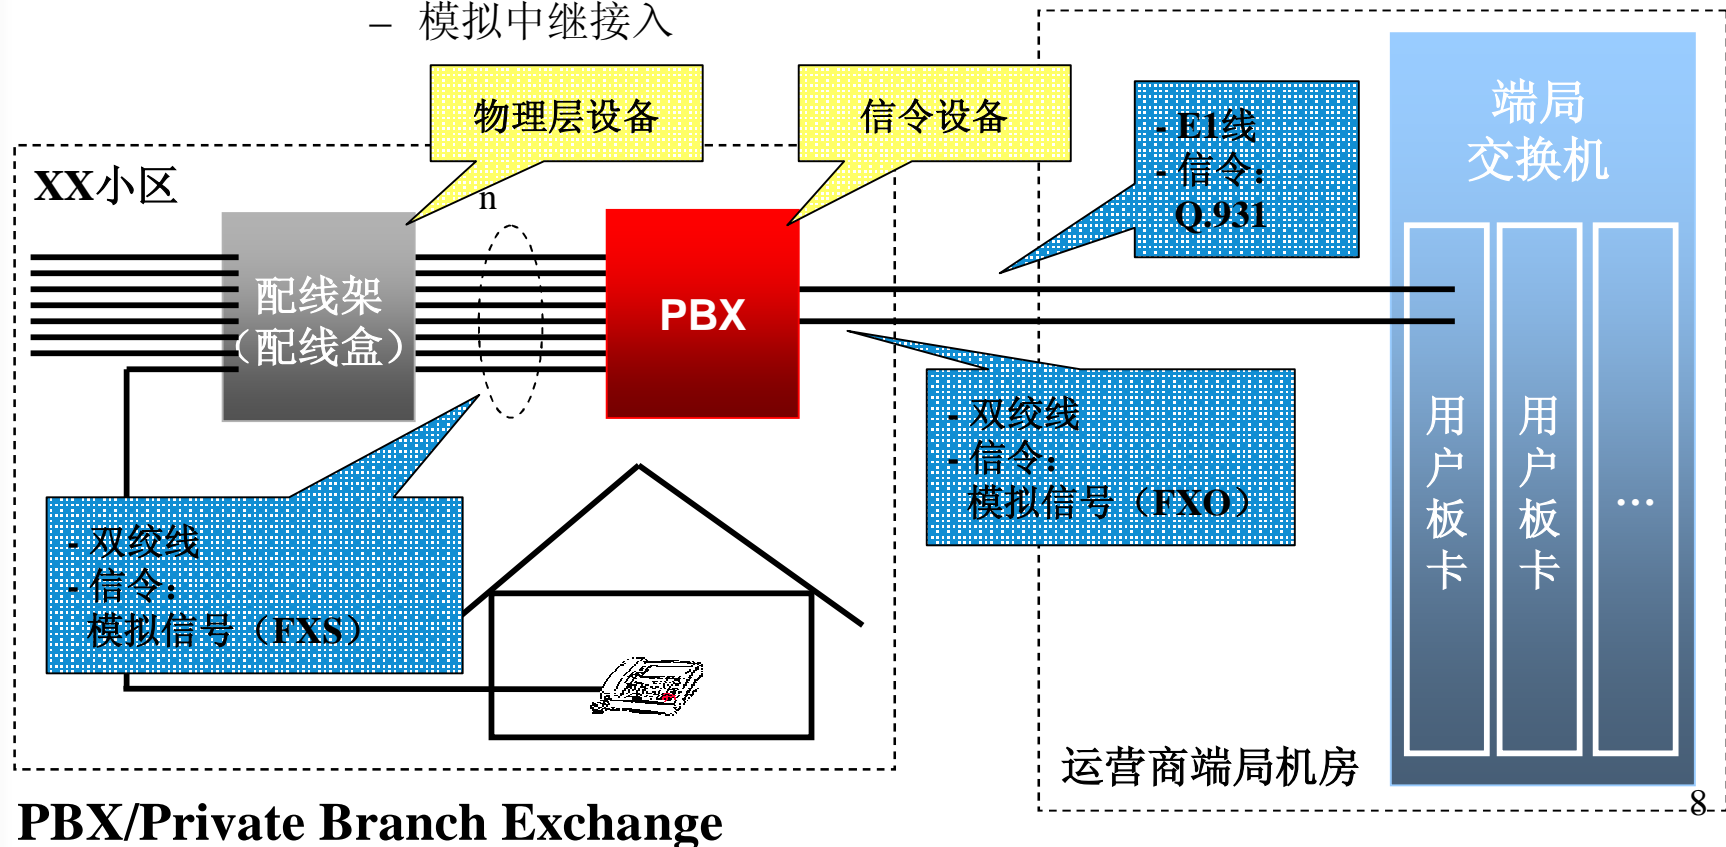 – 模拟中继接入
物理层设备
信令设备
- E1线
- 信令:
Q.931
端局
交换机
XX小区
n
配线架
（配线盒）
PBX
- 双绞线
- 信令:
模拟信号（FXO）
用户板卡
用户板卡
...
- 双绞线
- 信令:
模拟信号（FXS）
运营商端局机房
8
PBX/Private Branch Exchange